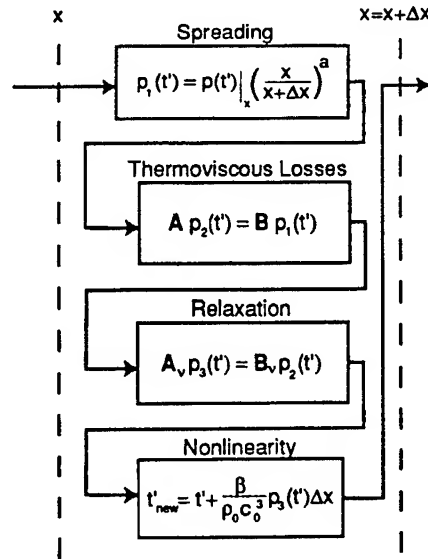 x
x=x+Δx
Spreading
p₁(t') = p(t')|ₓ (x/(x+Δx))ᵃ
Thermoviscous Losses
A p₂(t') = B p₁(t')
Relaxation
Aᵥ p₃(t') = Bᵥ p₂(t')
Nonlinearity
t'new = t' + β/(ρ₀c₀³) p₃(t')Δx